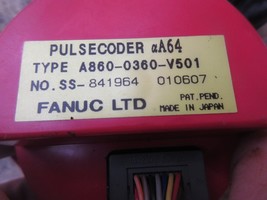 PULSECODER αA64
TYPE A860-0360-V501
NO.SS-841964 010607
PAT. PEND.
FANUC LTD MADE IN JAPAN